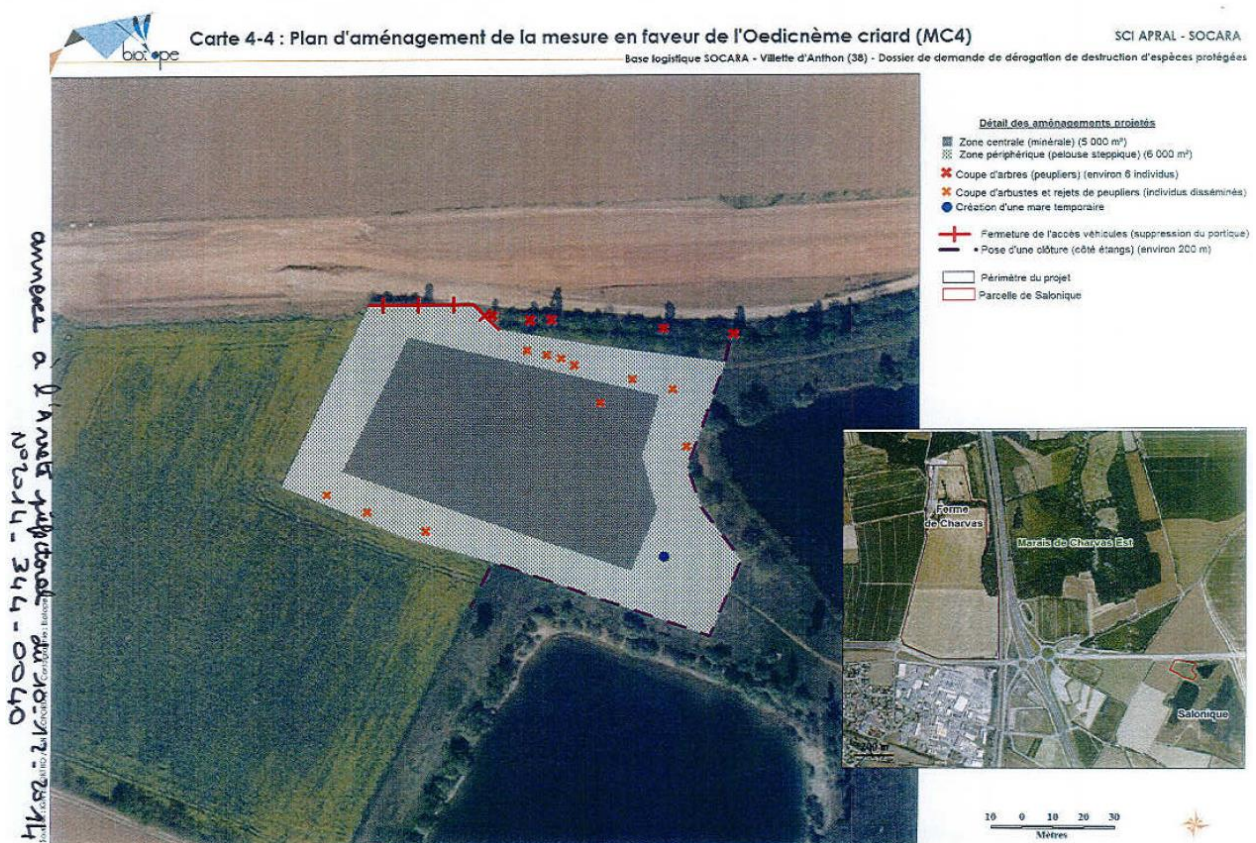 biotope
Carte 4-4 : Plan d'aménagement de la mesure en faveur de l'Oedicnème criard (MC4)
SCI APRAL - SOCARA
Base logistique SOCARA - Villette d'Anthon (38) - Dossier de demande de dérogation de destruction d'espèces protégées
Détail des aménagements projetés
Zone centrale (minérale) (5 000 m²)
Zone périphérique (pelouse steppique) (6 000 m²)
Coupe d'arbres (peupliers) (environ 6 individus)
Coupe d'arbustes et rejets de peupliers (individus disséminés)
Création d'une mare temporaire
Fermeture de l'accès véhicules (suppression du portique)
Pose d'une clôture (côté étangs) (environ 200 m)
Périmètre du projet
Parcelle de Salonique
Ferme
de Charvas
Marais de Charvas Est
Salonique
200 m
10 0 10 20 30
Mètres
annexe à l'Arrêté préfectoral du 10-12-2014
N°2014-344-0040